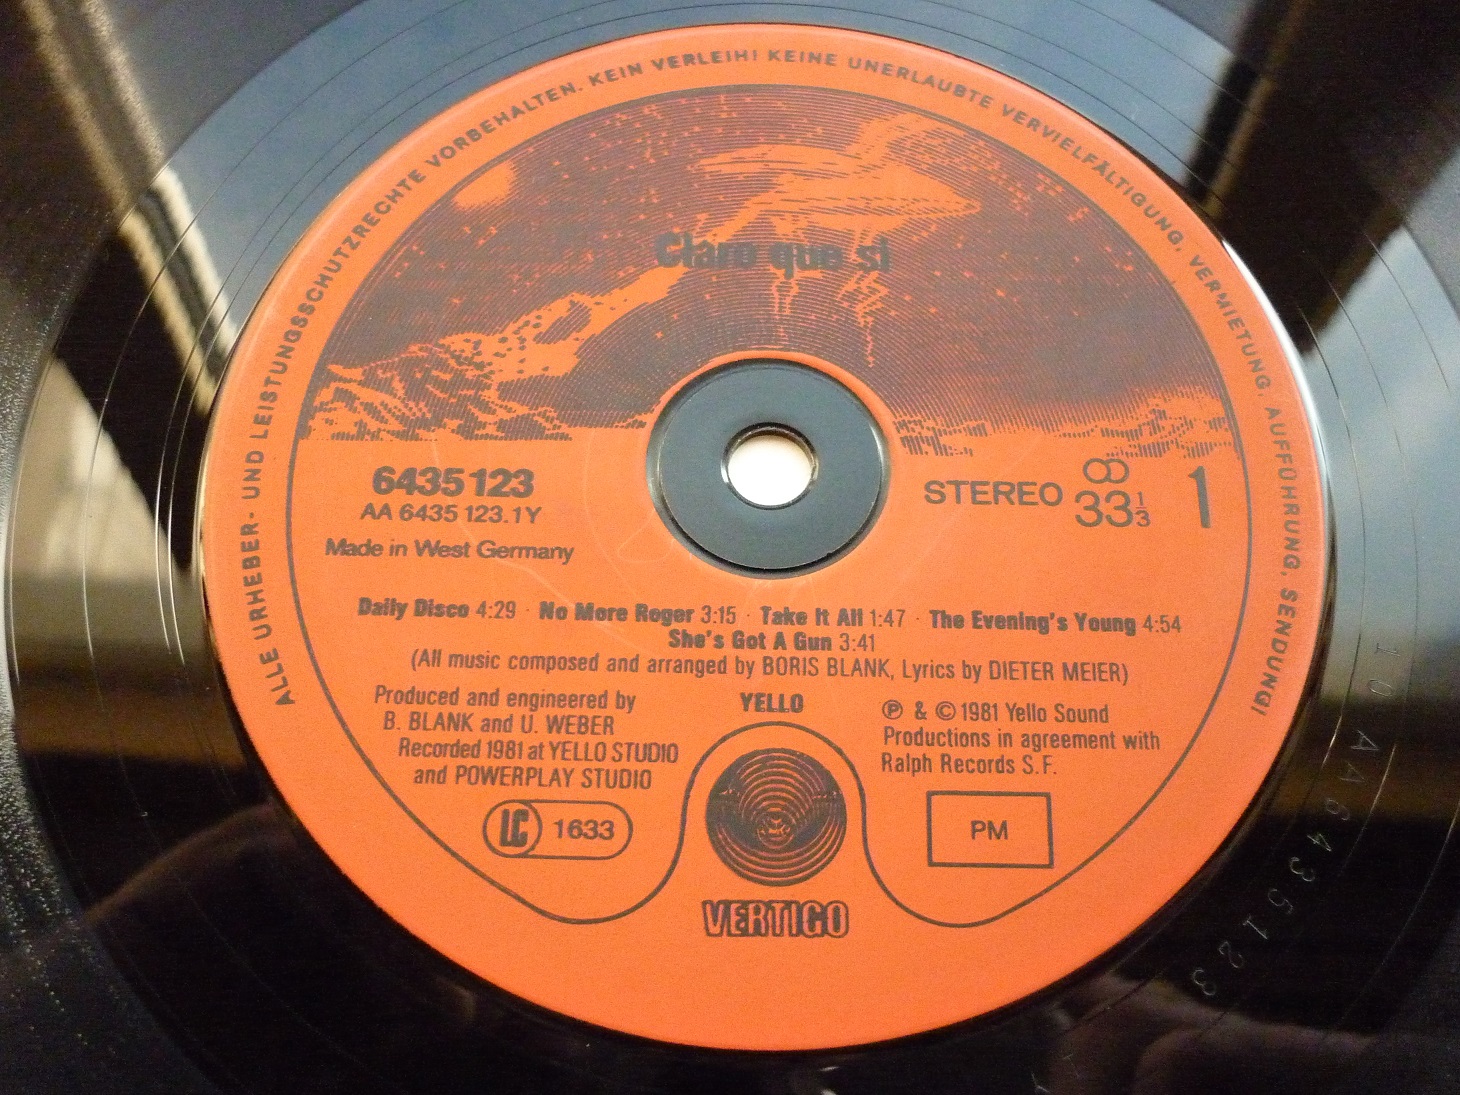 ALLE URHEBER- UND LEISTUNGSSCHUTZRECHTE VORBEHALTEN. KEIN VERLEIH! KEINE UNERLAUBTE VERVIELFÄLTIGUNG, VERMIETUNG, AUFFÜHRUNG, SENDUNG!
Claro que si
6435 123
AA 6435 123.1Y
Made in West Germany
STEREO 33 1/3 1
Daily Disco 4:29 · No More Roger 3:15 · Take It All 1:47 · The Evening's Young 4:54
She's Got A Gun 3:41
(All music composed and arranged by BORIS BLANK, Lyrics by DIETER MEIER)
Produced and engineered by
B. BLANK and U. WEBER
Recorded 1981 at YELLO STUDIO
and POWERPLAY STUDIO
YELLO
Ⓟ & © 1981 Yello Sound
Productions in agreement with
Ralph Records S.F.
LC 1633
PM
VERTIGO
10 AA6435123